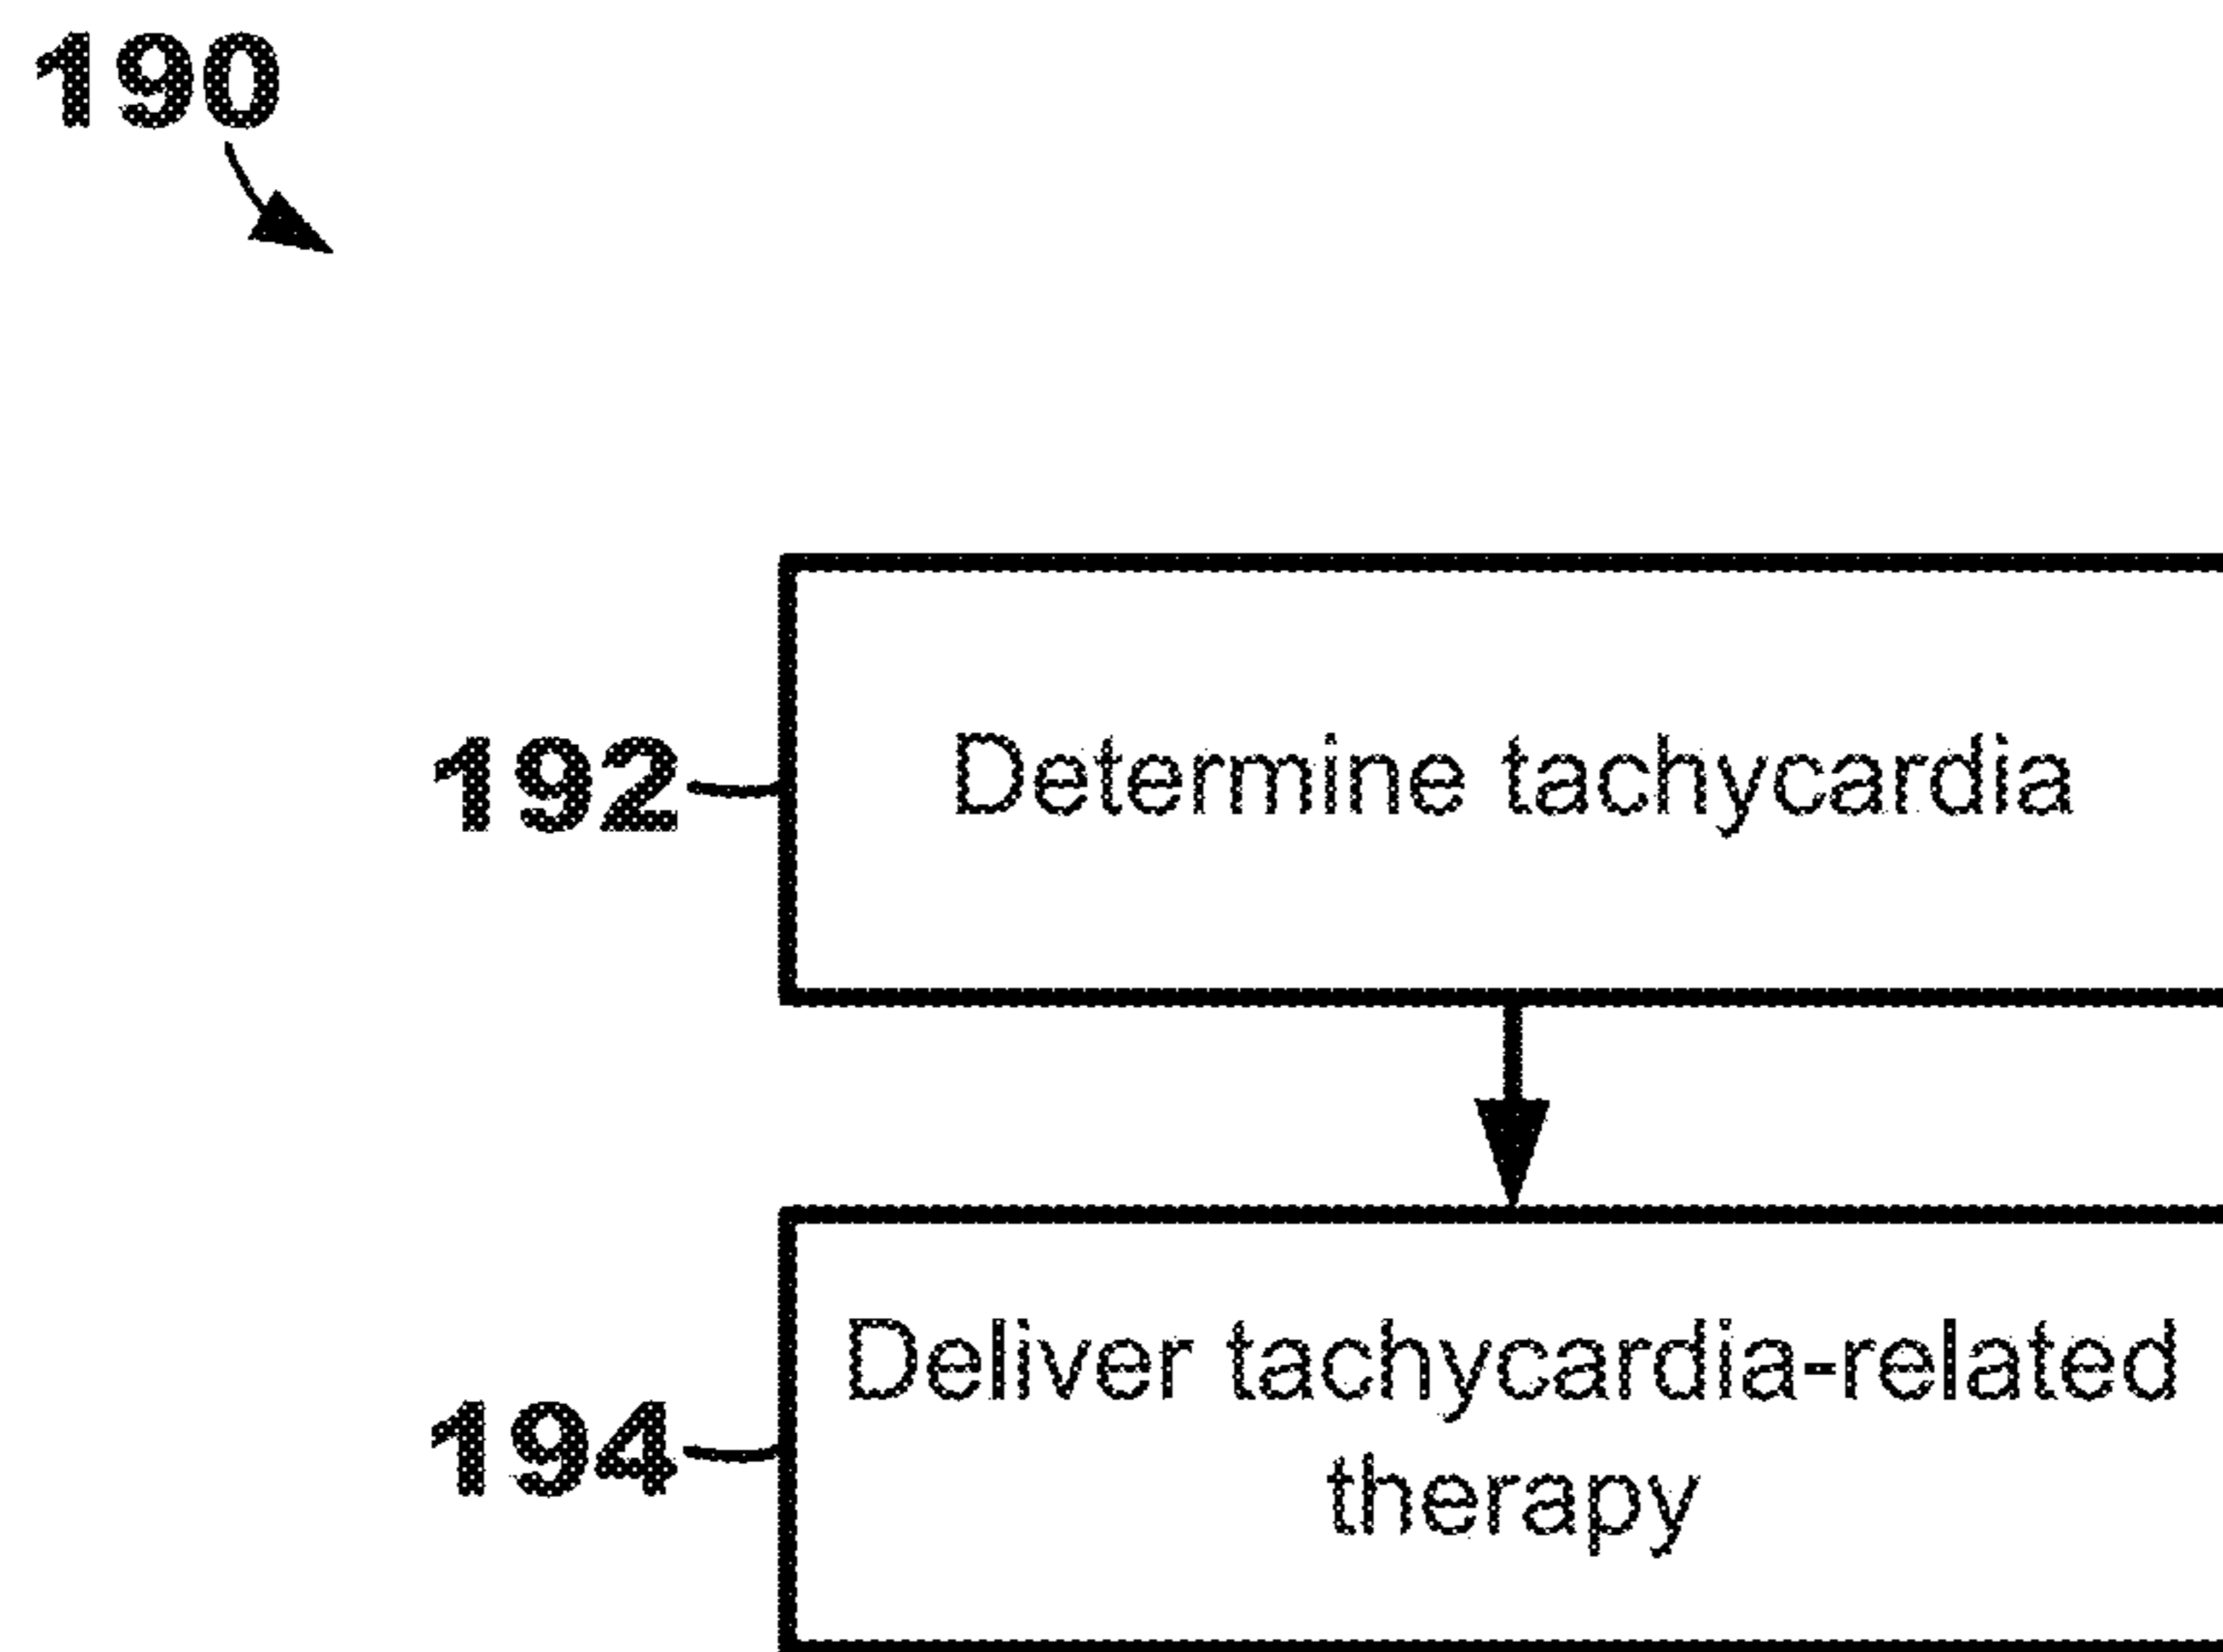 190
192
Determine tachycardia
194
Deliver tachycardia-related
therapy